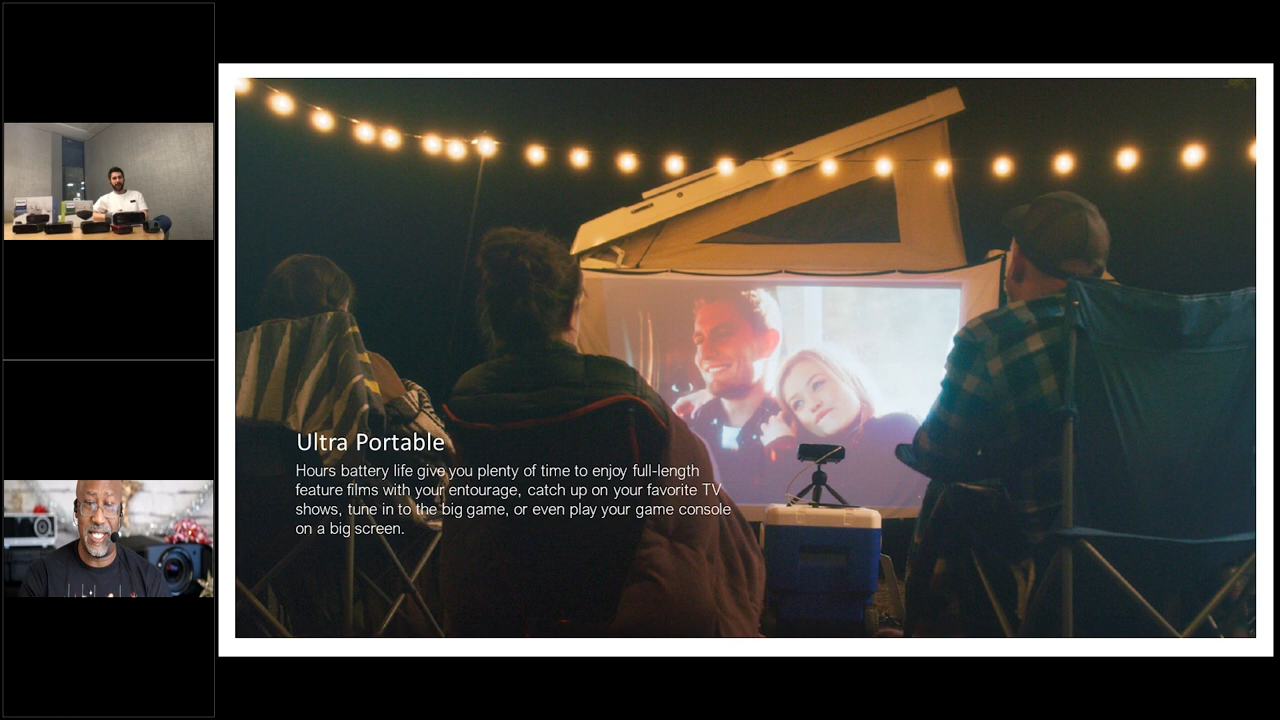 Ultra Portable
Hours battery life give you plenty of time to enjoy full-length
feature films with your entourage, catch up on your favorite TV
shows, tune in to the big game, or even play your game console
on a big screen.